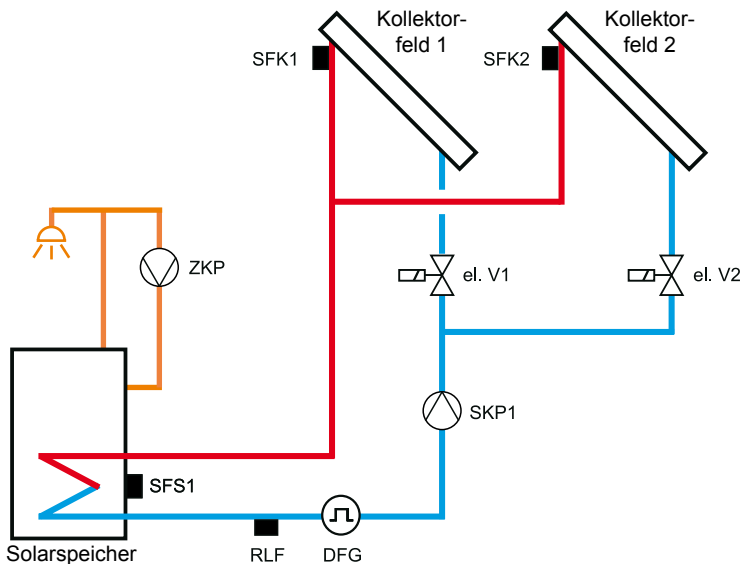 Kollektor-
feld 1
Kollektor-
feld 2
SFK1
SFK2
ZKP
el. V1
el. V2
SKP1
SFS1
Solarspeicher
RLF
DFG